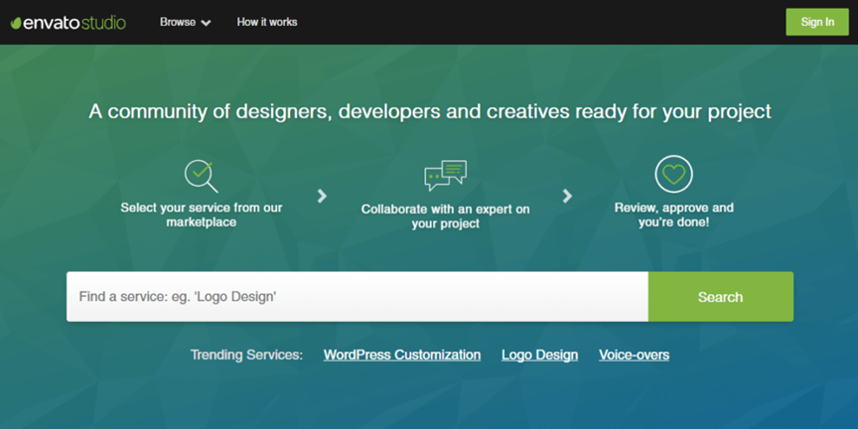 envatostudio Browse How it works Sign In
A community of designers, developers and creatives ready for your project
Select your service from our
marketplace
Collaborate with an expert on
your project
Review, approve and
you're done!
Find a service: eg. 'Logo Design' Search
Trending Services: WordPress Customization Logo Design Voice-overs